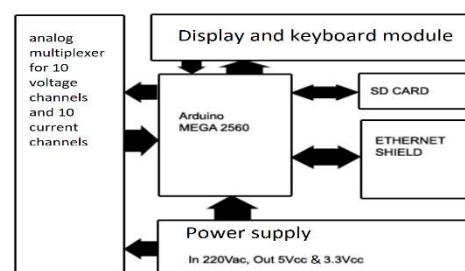 analog
multiplexer
for 10
voltage
channels
and 10
current
channels
Display and keyboard module
Arduino
MEGA 2560
SD CARD
ETHERNET
SHIELD
Power supply
In 220Vac, Out 5Vcc & 3.3Vcc